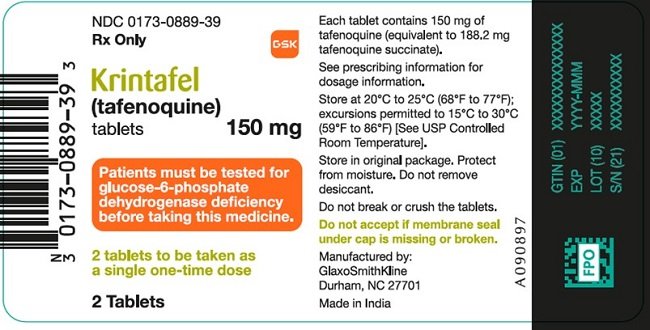 NDC 0173-0889-39
Rx Only
gsk
Krintafel
(tafenoquine)
tablets 150 mg
Patients must be tested for
glucose-6-phosphate
dehydrogenase deficiency
before taking this medicine.
2 tablets to be taken as
a single one-time dose
2 Tablets
N 3 0173-0889-39 3
Each tablet contains 150 mg of
tafenoquine (equivalent to 188.2 mg
tafenoquine succinate).
See prescribing information for
dosage information.
Store at 20°C to 25°C (68°F to 77°F);
excursions permitted to 15°C to 30°C
(59°F to 86°F) [See USP Controlled
Room Temperature].
Store in original package. Protect
from moisture. Do not remove
desiccant.
Do not break or crush the tablets.
Do not accept if membrane seal
under cap is missing or broken.
Manufactured by:
GlaxoSmithKline
Durham, NC 27701
Made in India
A090897
GTIN (01) XXXXXXXXXXXXXX
EXP YYYY-MMM
LOT (10) XXXXX
S/N (21) XXXXXXXXXX
FPO